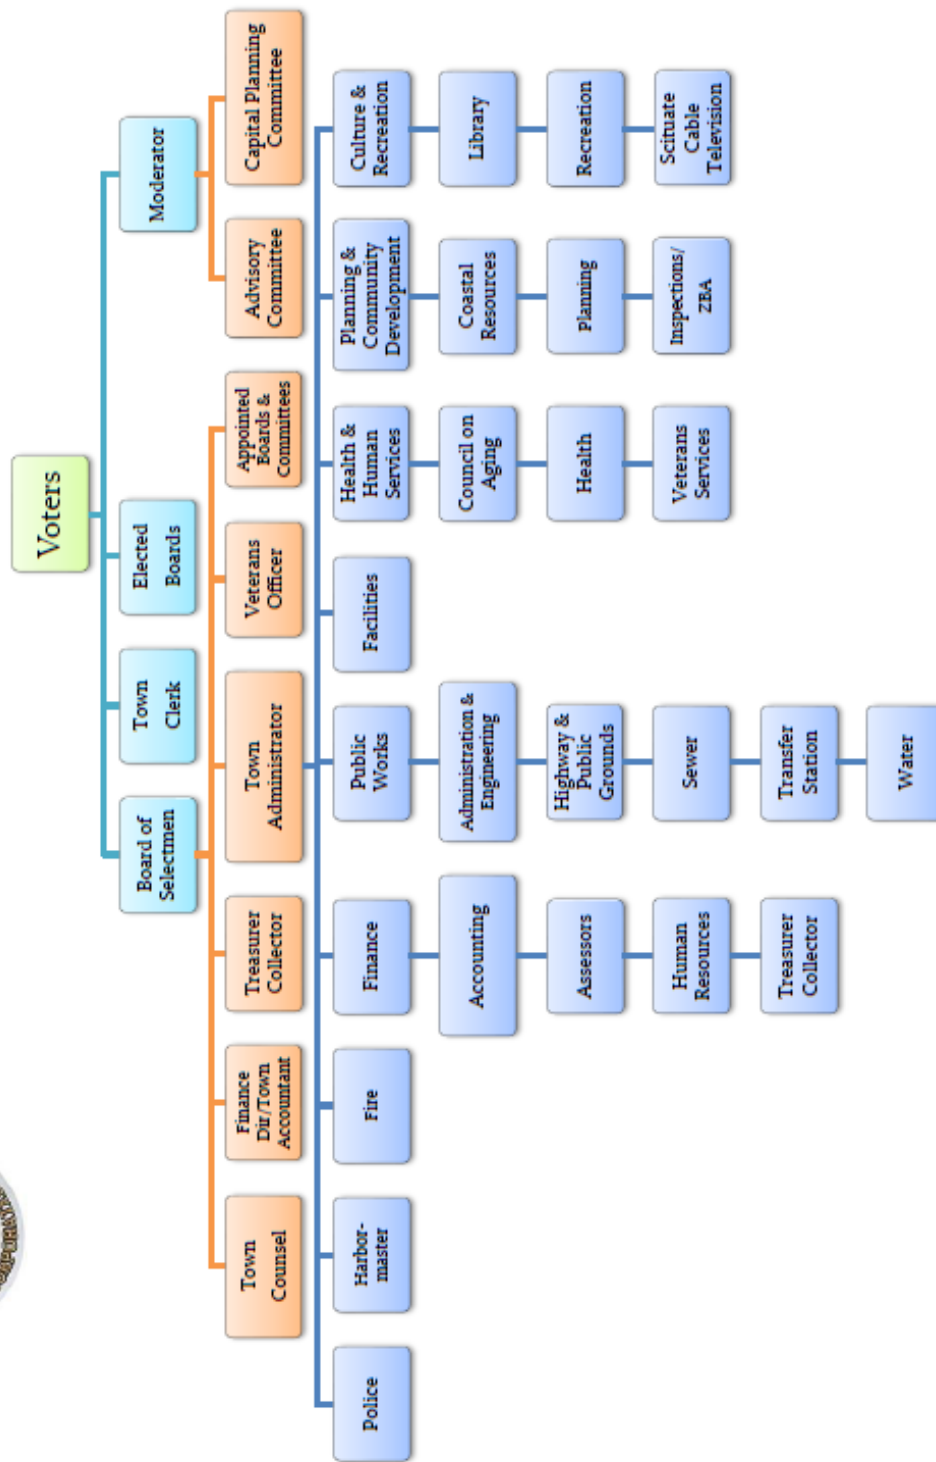 Voters
Board of
Selectmen
Town
Clerk
Elected
Boards
Moderator
Town
Counsel
Finance
Dir/Town
Accountant
Treasurer
Collector
Town
Administrator
Veterans
Officer
Appointed
Boards &
Committees
Advisory
Committee
Capital Planning
Committee
Police
Harbor-
master
Fire
Finance
Public
Works
Facilities
Health &
Human
Services
Planning &
Community
Development
Culture &
Recreation
Accounting
Administration &
Engineering
Council on
Aging
Coastal
Resources
Library
Assessors
Highway &
Public
Grounds
Health
Planning
Recreation
Human
Resources
Sewer
Veterans
Services
Inspections/
ZBA
Scituate
Cable
Television
Treasurer
Collector
Transfer
Station
Water